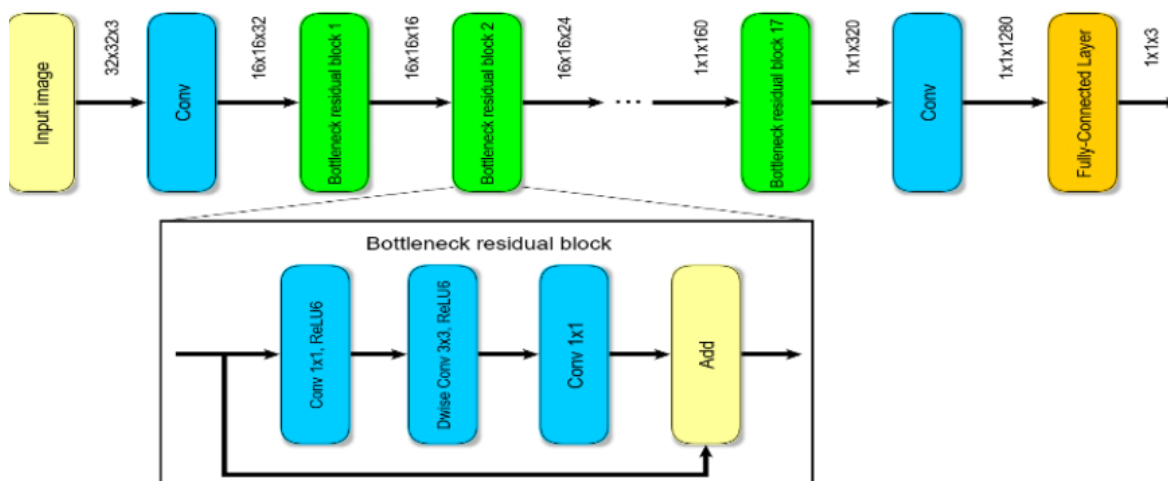 Input image
32x32x3
Conv
16x16x32
Bottleneck residual block 1
16x16x16
Bottleneck residual block 2
16x16x24
...
1x1x160
Bottleneck residual block 17
1x1x320
Conv
1x1x1280
Fully-Connected Layer
1x1x3
Bottleneck residual block
Conv 1x1, ReLU6
Dwise Conv 3x3, ReLU6
Conv 1x1
Add